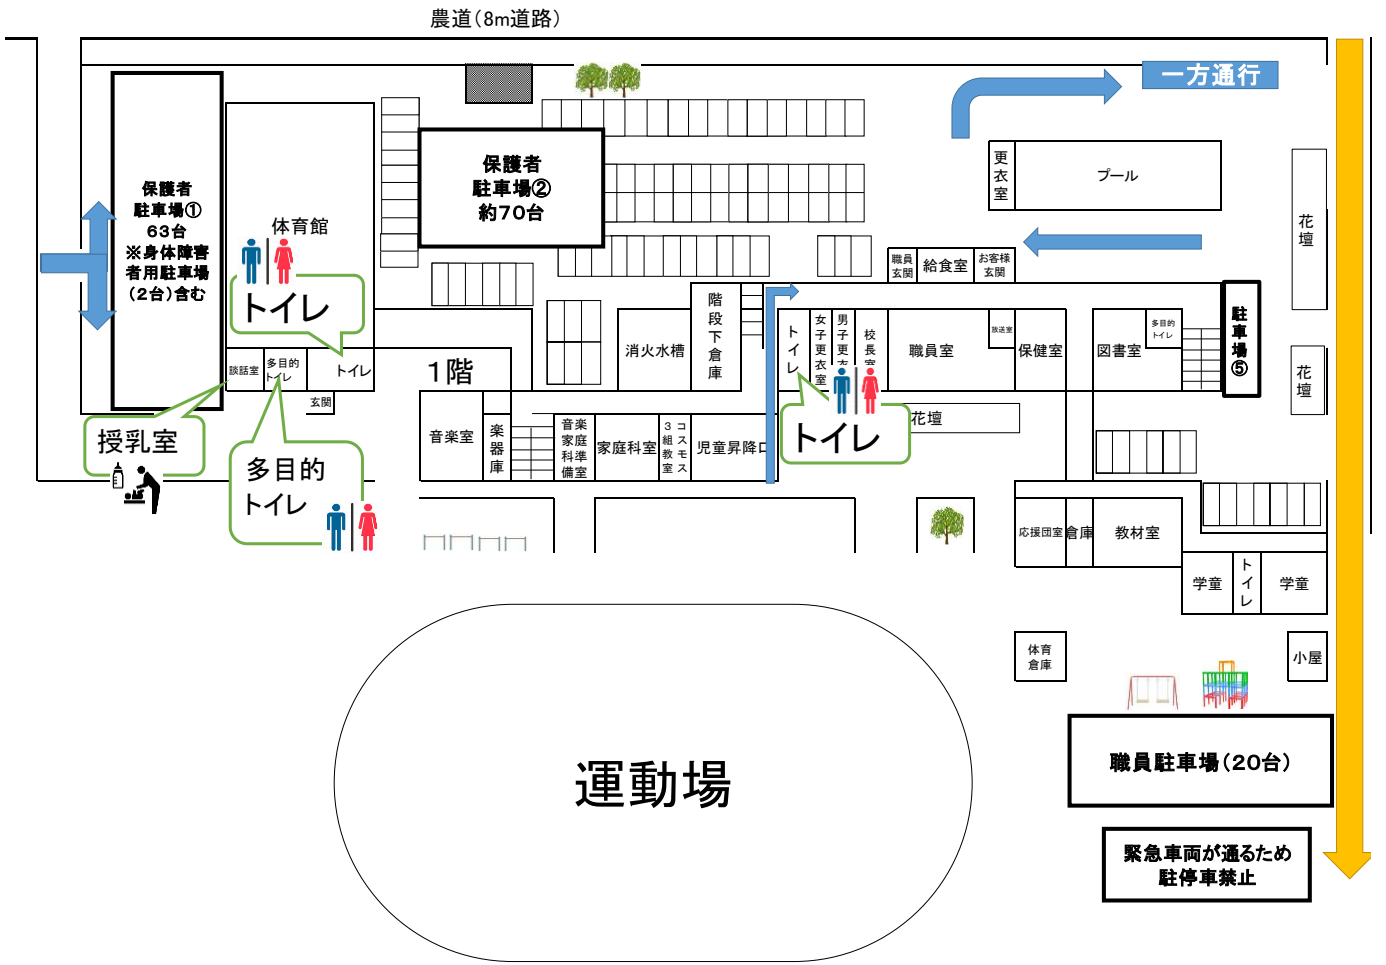 農道（8m道路）
一方通行
保護者
駐車場①
63台
※身体障害
者用駐車場
（2台）含む
体育館
トイレ
保護者
駐車場②
約70台
更衣室
プール
花壇
職員
玄関
給食室
お客様
玄関
駐車場⑤
花壇
談話室
多目的
トイレ
トイレ
玄関
1階
消火水槽
階段下倉庫
トイレ
女子更衣室
男子更衣
校長室
職員室
放送室
保健室
図書室
多目的
トイレ
授乳室
多目的
トイレ
音楽室
楽器庫
音楽
家庭
科準
備室
家庭科室
コスモス
3組教室
児童昇降口
トイレ
花壇
応援団室
倉庫
教材室
学童
トイレ
学童
体育
倉庫
小屋
運動場
職員駐車場（20台）
緊急車両が通るため
駐停車禁止